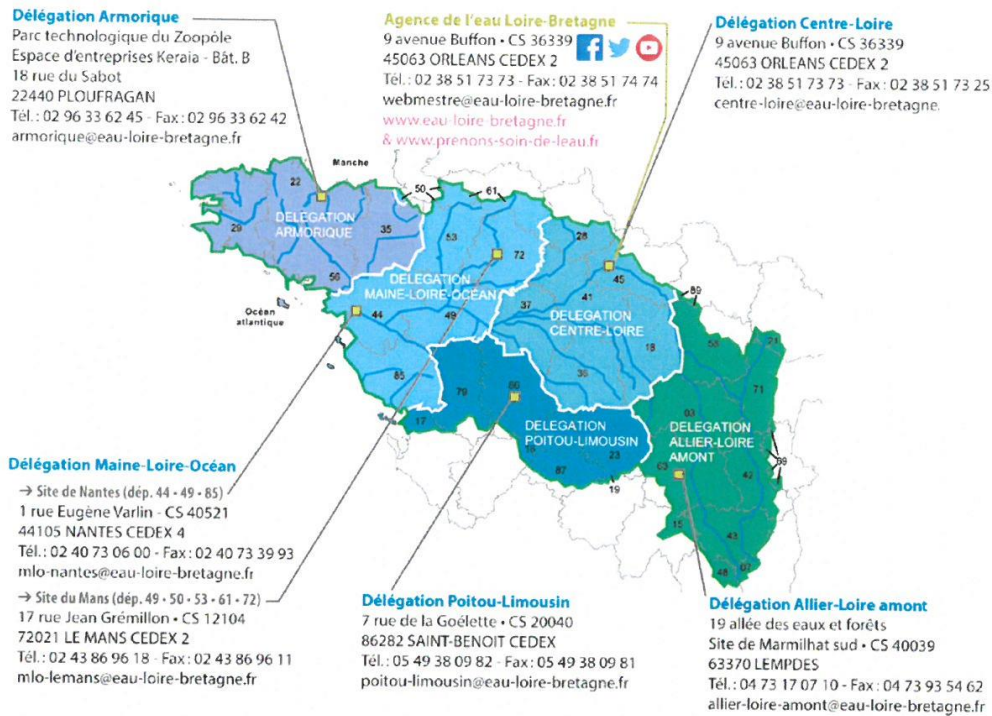 Délégation Armorique
Parc technologique du Zoopôle
Espace d'entreprises Keraia - Bât. B
18 rue du Sabot
22440 PLOUFRAGAN
Tél.: 02 96 33 62 45 - Fax: 02 96 33 62 42
armorique@eau-loire-bretagne.fr
Agence de l'eau Loire-Bretagne
9 avenue Buffon • CS 36339
45063 ORLEANS CEDEX 2
Tél.: 02 38 51 73 73 - Fax: 02 38 51 74 74
webmestre@eau-loire-bretagne.fr
www.eau-loire-bretagne.fr
& www.prenons-soin-de-leau.fr
Délégation Centre-Loire
9 avenue Buffon • CS 36339
45063 ORLEANS CEDEX 2
Tél.: 02 38 51 73 73 - Fax: 02 38 51 73 25
centre-loire@eau-loire-bretagne.
Manche
50
61
22
29
DELEGATION
ARMORIQUE
35
56
53
72
28
45
89
DELEGATION
MAINE-LOIRE-OCÉAN
Océan
atlantique
44
49
37
41
DELEGATION
CENTRE-LOIRE
18
36
58
21
71
85
79
86
17
DELEGATION
POITOU-LIMOUSIN
16
87
23
19
03
DELEGATION
ALLIER-LOIRE
AMONT
69
63
42
15
43
48
07
Délégation Maine-Loire-Océan
→ Site de Nantes (dép. 44 • 49 • 85)
1 rue Eugène Varlin - CS 40521
44105 NANTES CEDEX 4
Tél.: 02 40 73 06 00 - Fax: 02 40 73 39 93
mlo-nantes@eau-loire-bretagne.fr
→ Site du Mans (dép. 49 • 50 • 53 • 61 • 72)
17 rue Jean Grémillon • CS 12104
72021 LE MANS CEDEX 2
Tél.: 02 43 86 96 18 - Fax: 02 43 86 96 11
mlo-lemans@eau-loire-bretagne.fr
Délégation Poitou-Limousin
7 rue de la Goélette • CS 20040
86282 SAINT-BENOIT CEDEX
Tél.: 05 49 38 09 82 - Fax: 05 49 38 09 81
poitou-limousin@eau-loire-bretagne.fr
Délégation Allier-Loire amont
19 allée des eaux et forêts
Site de Marmilhat sud • CS 40039
63370 LEMPDES
Tél.: 04 73 17 07 10 - Fax: 04 73 93 54 62
allier-loire-amont@eau-loire-bretagne.fr